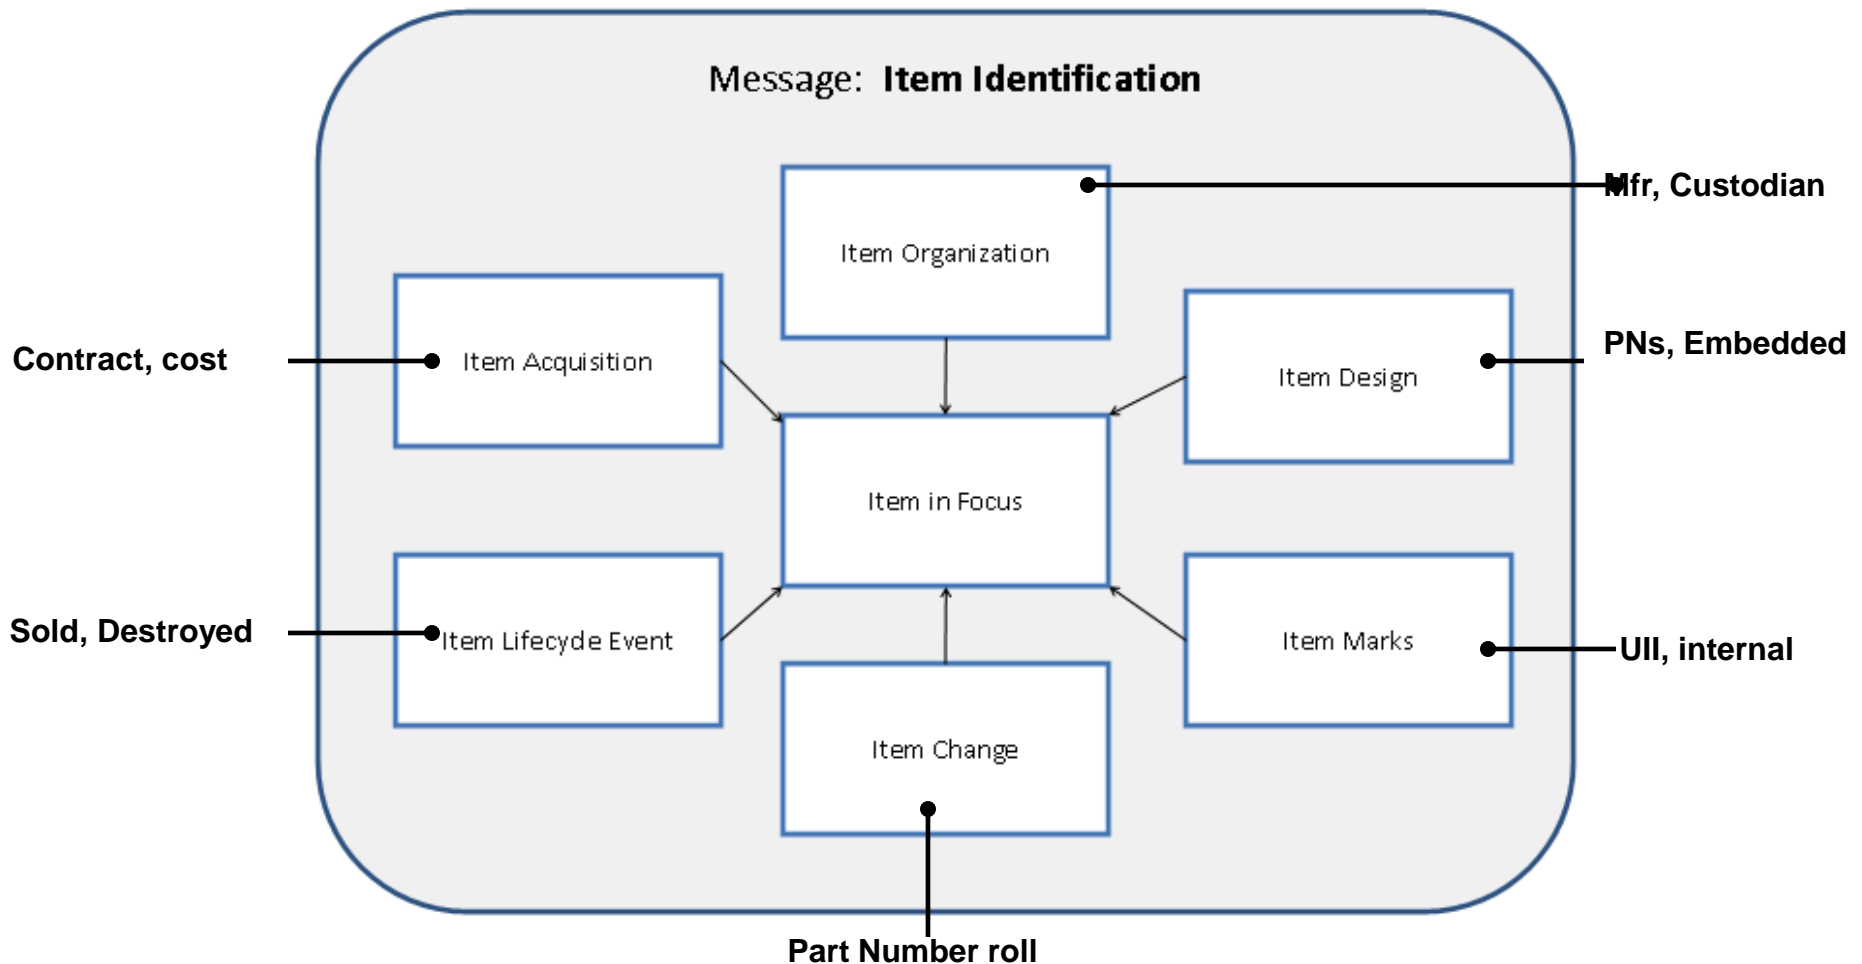 Message: Item Identification
Mfr, Custodian
Item Organization
PNs, Embedded
Contract, cost
Item Acquisition
Item Design
Item in Focus
Sold, Destroyed
Item Lifecycle Event
Item Marks
UII, internal
Item Change
Part Number roll